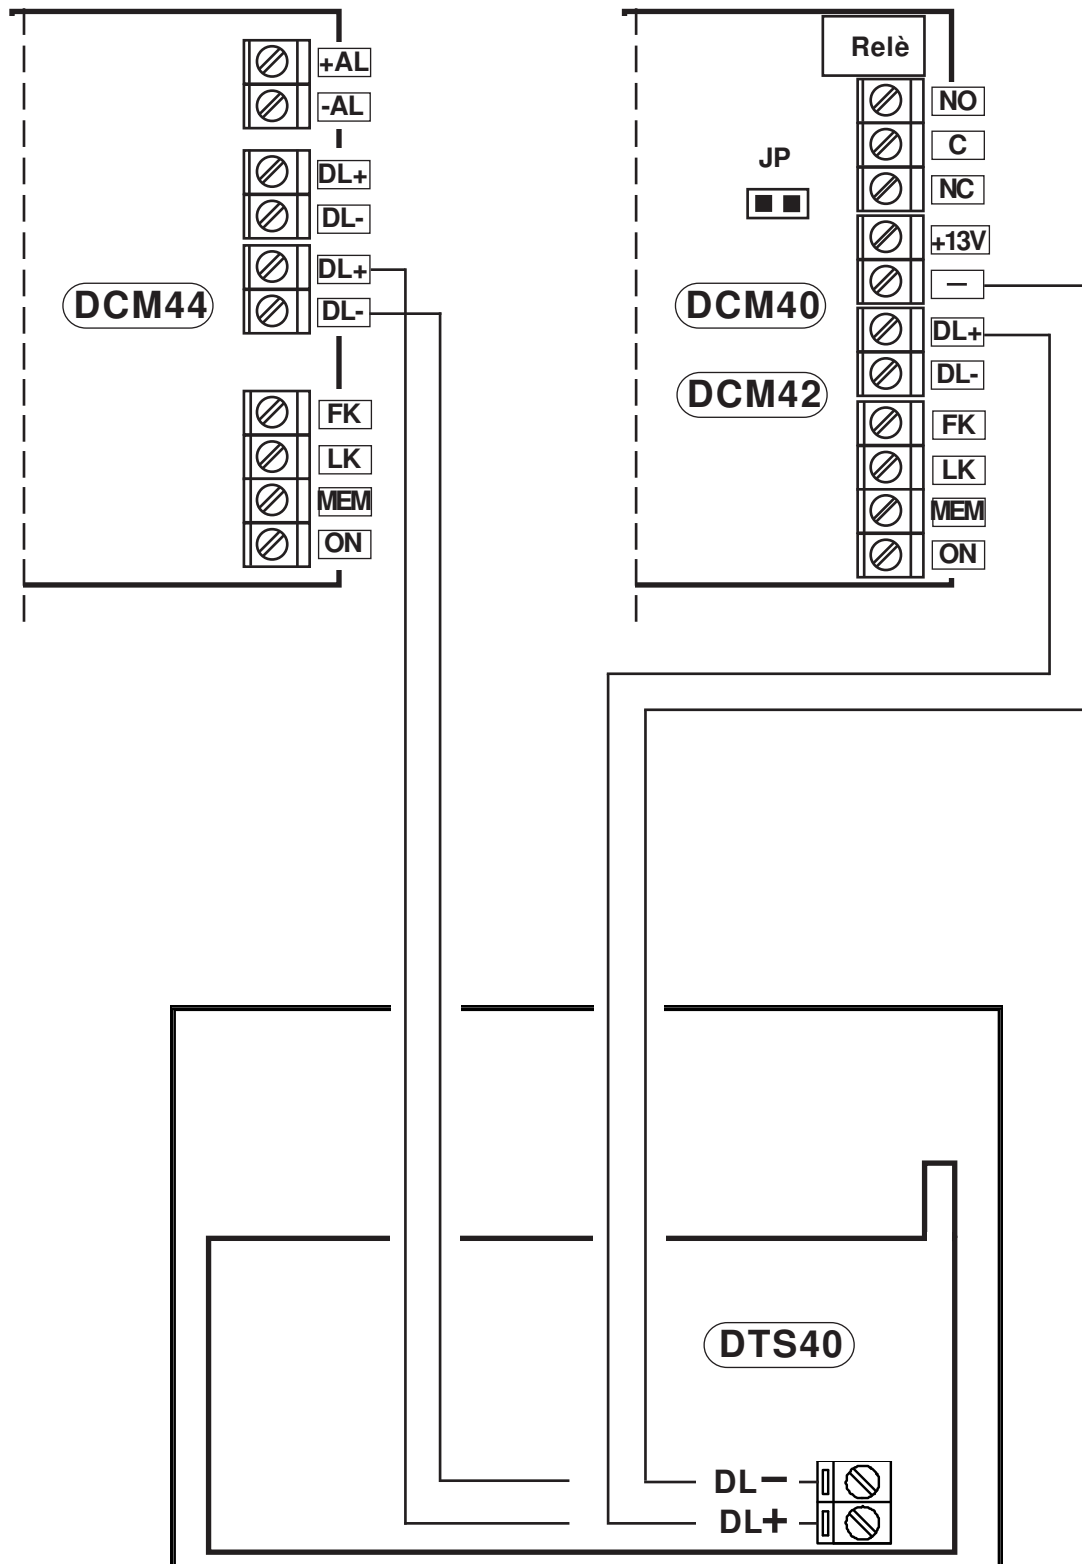 +AL
-AL
DL+
DL-
DL+
DL-
DCM44
FK
LK
MEM
ON
Relè
NO
C
NC
JP
+13V
–
DCM40
DL+
DL-
DCM42
FK
LK
MEM
ON
DTS40
DL–
DL+